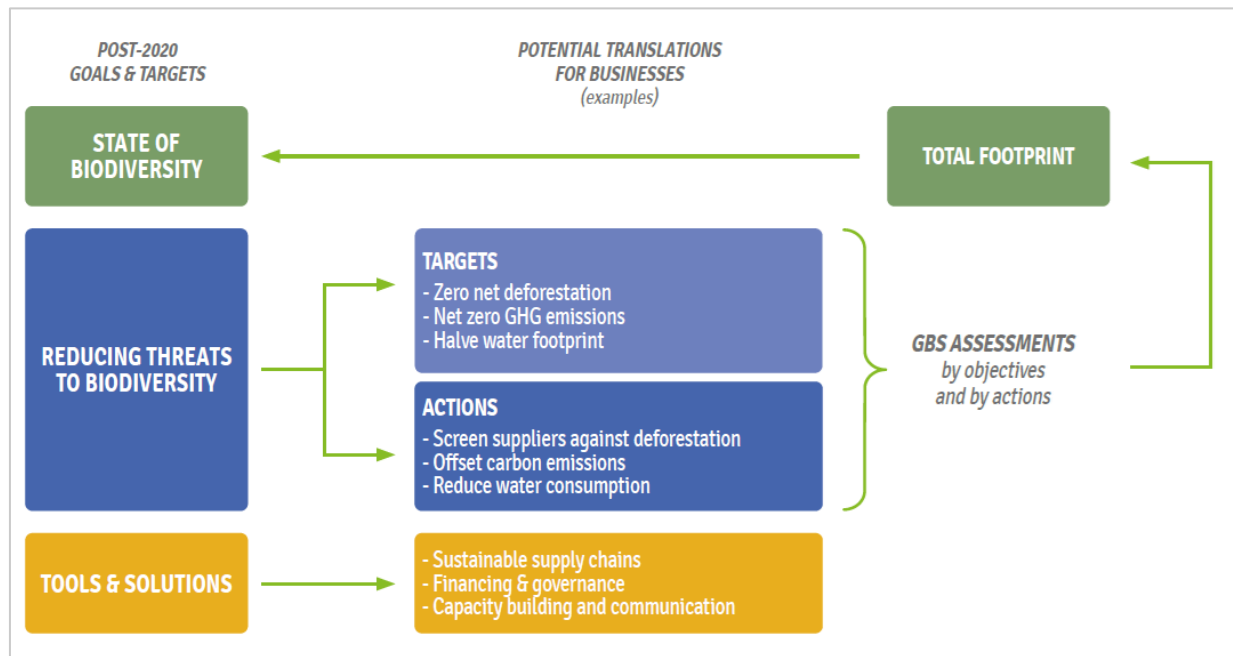 POST-2020
GOALS & TARGETS
POTENTIAL TRANSLATIONS
FOR BUSINESSES
(examples)
STATE OF
BIODIVERSITY
TOTAL FOOTPRINT
REDUCING THREATS
TO BIODIVERSITY
TARGETS
- Zero net deforestation
- Net zero GHG emissions
- Halve water footprint
ACTIONS
- Screen suppliers against deforestation
- Offset carbon emissions
- Reduce water consumption
GBS ASSESSMENTS
by objectives
and by actions
TOOLS & SOLUTIONS
- Sustainable supply chains
- Financing & governance
- Capacity building and communication